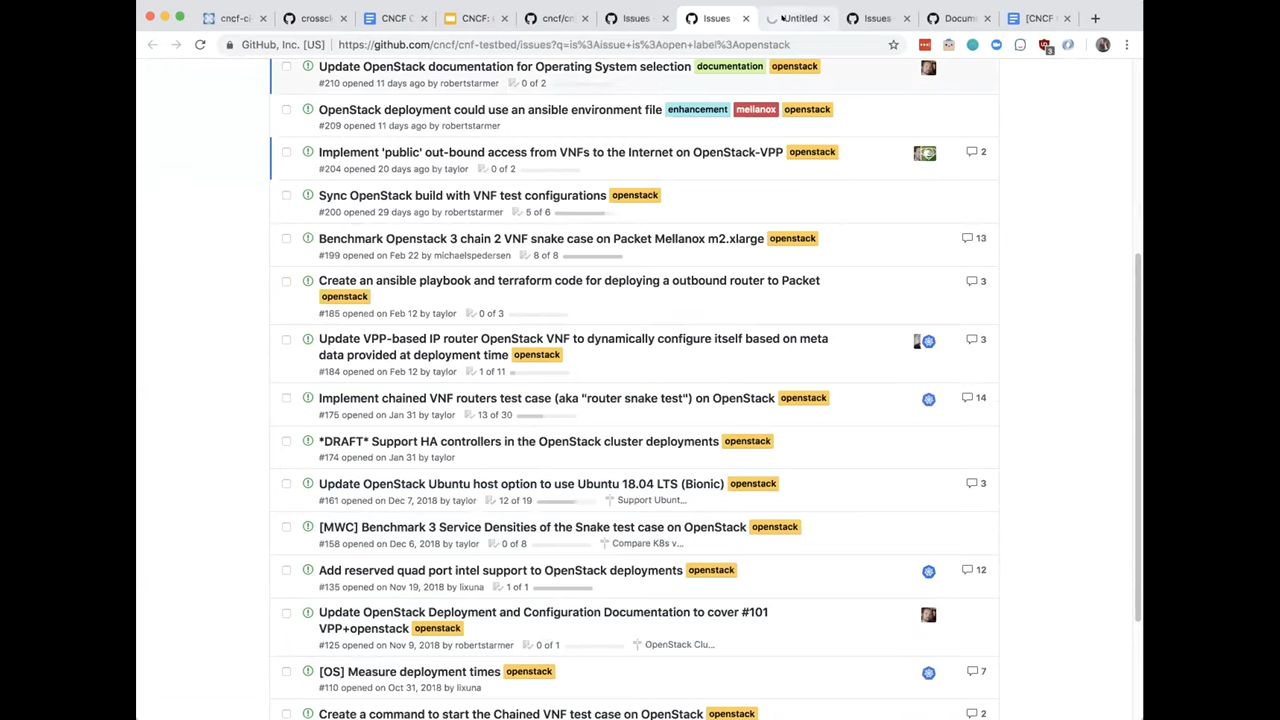 cncf-ci-
crosscl
CNCF C
CNCF:
cncf/cn
Issues -
Issues -
Untitled
Issues
Docum
[CNCF
GitHub, Inc. [US]
https://github.com/cncf/cnf-testbed/issues?q=is%3Aissue+is%3Aopen+label%3Aopenstack
3
Update OpenStack documentation for Operating System selection documentation openstack
#210 opened 11 days ago by robertstarmer 0 of 2
OpenStack deployment could use an ansible environment file enhancement mellanox openstack
#209 opened 11 days ago by robertstarmer
Implement 'public' out-bound access from VNFs to the Internet on OpenStack-VPP openstack 2
#204 opened 20 days ago by taylor 0 of 2
Sync OpenStack build with VNF test configurations openstack
#200 opened 29 days ago by robertstarmer 5 of 6
Benchmark Openstack 3 chain 2 VNF snake case on Packet Mellanox m2.xlarge openstack 13
#199 opened on Feb 22 by michaelspedersen 8 of 8
Create an ansible playbook and terraform code for deploying a outbound router to Packet 3
openstack
#185 opened on Feb 12 by taylor 0 of 3
Update VPP-based IP router OpenStack VNF to dynamically configure itself based on meta 3
data provided at deployment time openstack
#184 opened on Feb 12 by taylor 1 of 11
Implement chained VNF routers test case (aka "router snake test") on OpenStack openstack 14
#175 opened on Jan 31 by taylor 13 of 30
*DRAFT* Support HA controllers in the OpenStack cluster deployments openstack
#174 opened on Jan 31 by taylor
Update OpenStack Ubuntu host option to use Ubuntu 18.04 LTS (Bionic) openstack 3
#161 opened on Dec 7, 2018 by taylor 12 of 19 Support Ubunt...
[MWC] Benchmark 3 Service Densities of the Snake test case on OpenStack openstack
#158 opened on Dec 6, 2018 by taylor 0 of 8 Compare K8s v...
Add reserved quad port intel support to OpenStack deployments openstack 12
#135 opened on Nov 19, 2018 by lixuna 1 of 1
Update OpenStack Deployment and Configuration Documentation to cover #101
VPP+openstack openstack
#125 opened on Nov 9, 2018 by robertstarmer 0 of 1 OpenStack Clu...
[OS] Measure deployment times openstack 7
#110 opened on Oct 31, 2018 by lixuna
Create a command to start the Chained VNF test case on OpenStack openstack 2